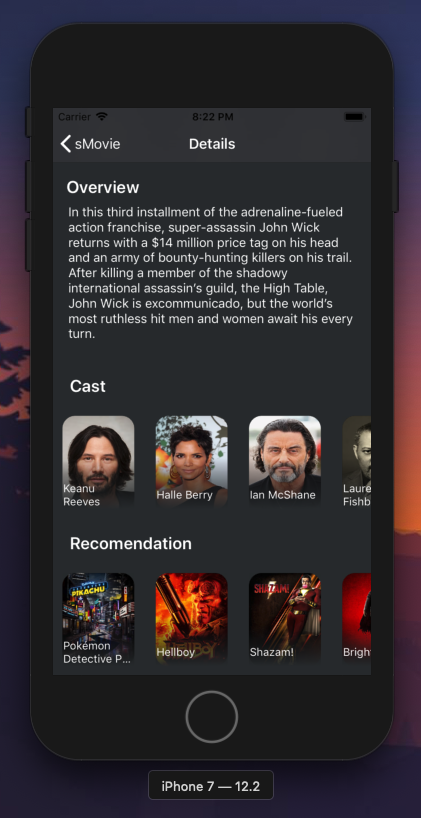 Carrier 8:22 PM
sMovie Details
Overview
In this third installment of the adrenaline-fueled
action franchise, super-assassin John Wick
returns with a $14 million price tag on his head
and an army of bounty-hunting killers on his trail.
After killing a member of the shadowy
international assassin's guild, the High Table,
John Wick is excommunicado, but the world's
most ruthless hit men and women await his every
turn.
Cast
Keanu
Reeves
Halle Berry
Ian McShane
Laure
Fishb
Recomendation
PIKACHU
Pokémon
Detective P...
HELLBOY
Hellboy
SHAZAM!
Shazam!
Brigh
iPhone 7 — 12.2